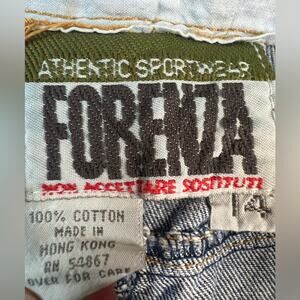 ATHENTIC SPORTWEAR
FORENZA
NON ACCETTARE SOSTITUTI
14
100% COTTON
MADE IN
HONG KONG
RN 54867
OVER FOR CARE